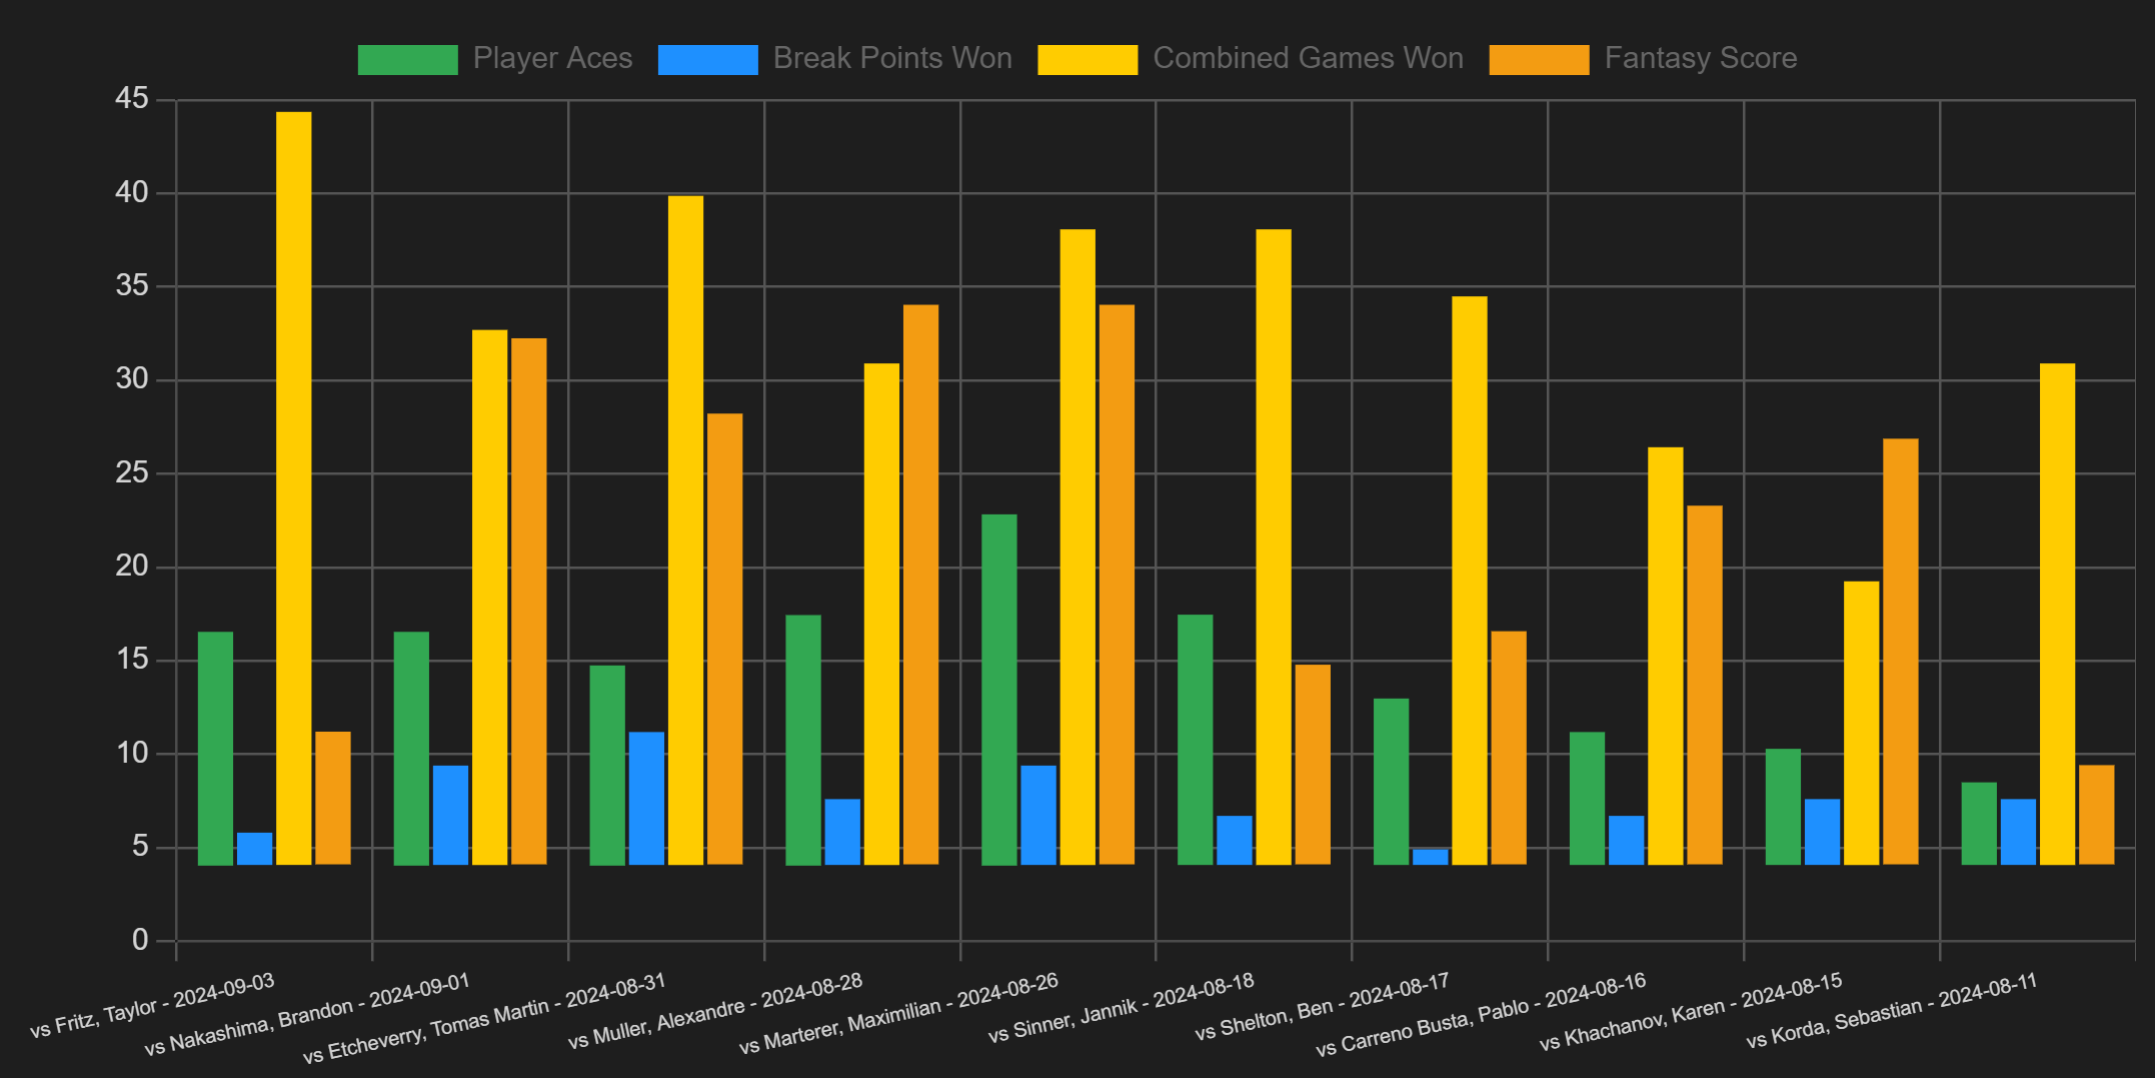 Player Aces
Break Points Won
Combined Games Won
Fantasy Score
45
40
35
30
25
20
15
10
5
0
vs Fritz, Taylor - 2024-09-03
vs Nakashima, Brandon - 2024-09-01
vs Etcheverry, Tomas Martin - 2024-08-31
vs Muller, Alexandre - 2024-08-28
vs Marterer, Maximilian - 2024-08-26
vs Sinner, Jannik - 2024-08-18
vs Shelton, Ben - 2024-08-17
vs Carreno Busta, Pablo - 2024-08-16
vs Khachanov, Karen - 2024-08-15
vs Korda, Sebastian - 2024-08-11